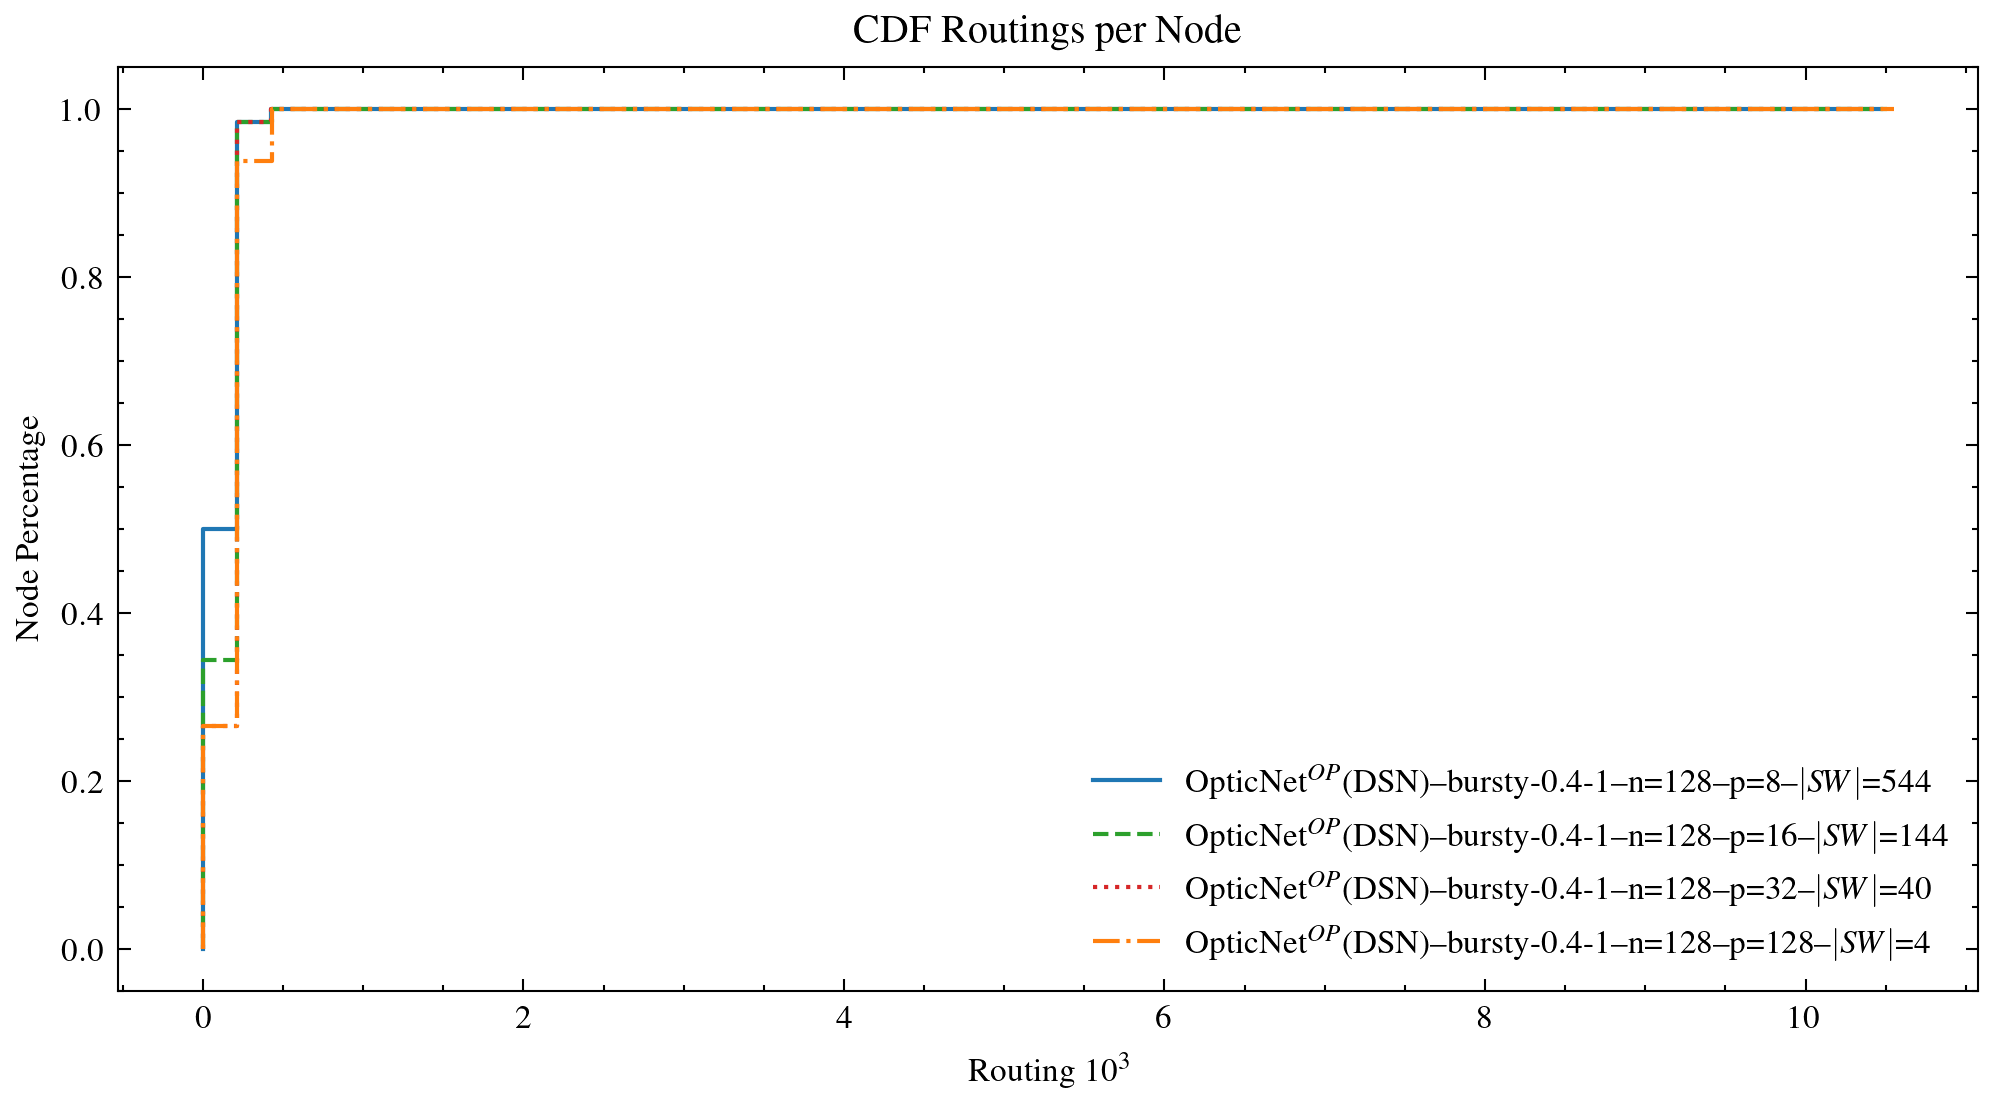 CDF Routings per Node
1.0
0.8
0.6
0.4
0.2
0.0
Node Percentage
OpticNet^OP(DSN)–bursty-0.4-1–n=128–p=8–|SW|=544
OpticNet^OP(DSN)–bursty-0.4-1–n=128–p=16–|SW|=144
OpticNet^OP(DSN)–bursty-0.4-1–n=128–p=32–|SW|=40
OpticNet^OP(DSN)–bursty-0.4-1–n=128–p=128–|SW|=4
0 2 4 6 8 10
Routing 10^3